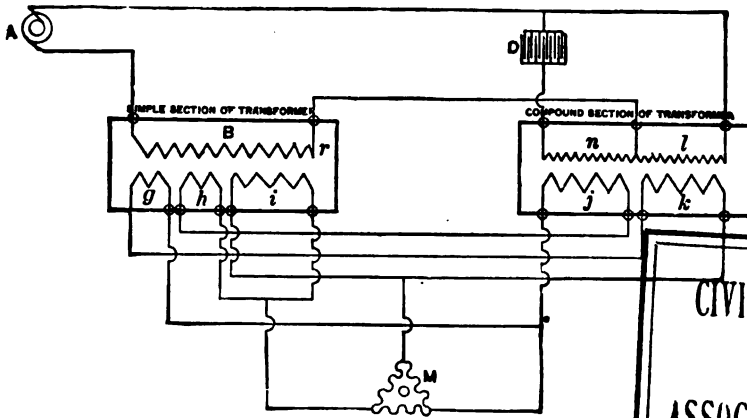 A
D
SIMPLE SECTION OF TRANSFORMER
COMPOUND SECTION OF TRANSFORMER
B
r
n
l
g
h
i
j
k
M
CIVI
ASSOC